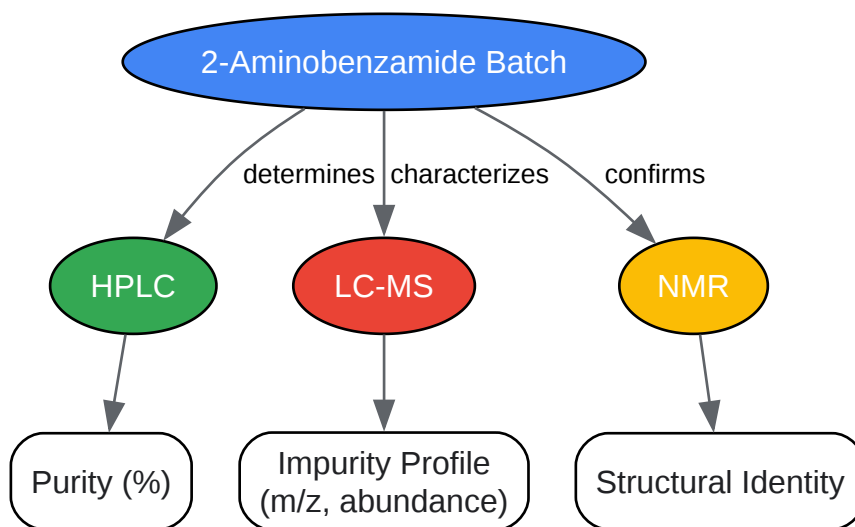 2-Aminobenzamide Batch
determines
characterizes
confirms
HPLC
LC-MS
NMR
Purity (%)
Impurity Profile
(m/z, abundance)
Structural Identity